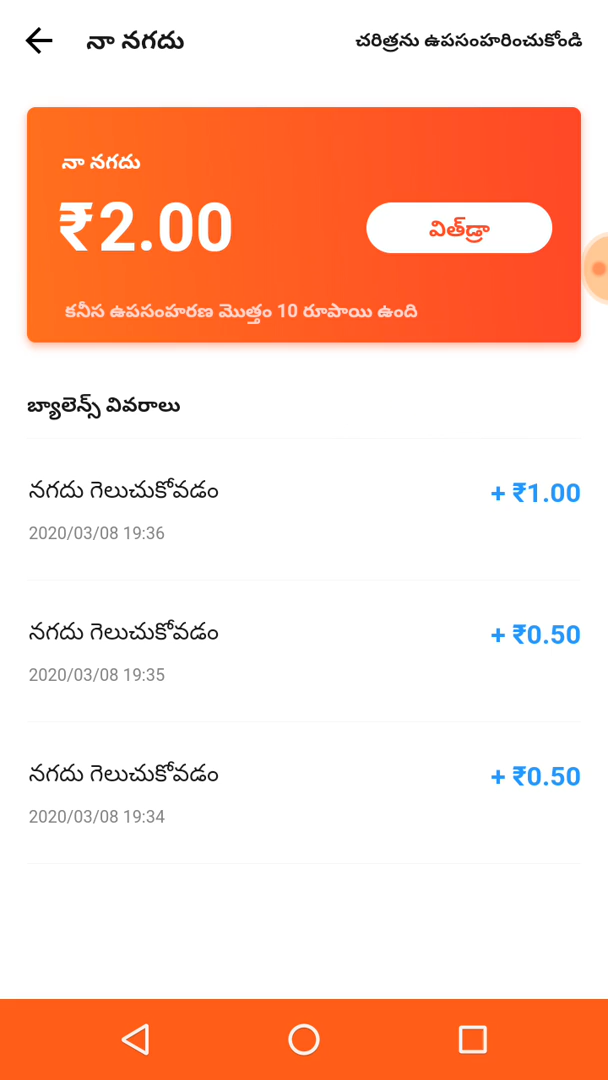 నా నగదు
చరిత్రను ఉపసంహరించుకోండి
నా నగదు
₹2.00
విత్‌డ్రా
కనీస ఉపసంహరణ మొత్తం 10 రూపాయి ఉంది
బ్యాలెన్స్ వివరాలు
నగదు గెలుచుకోవడం
+ ₹1.00
2020/03/08 19:36
నగదు గెలుచుకోవడం
+ ₹0.50
2020/03/08 19:35
నగదు గెలుచుకోవడం
+ ₹0.50
2020/03/08 19:34